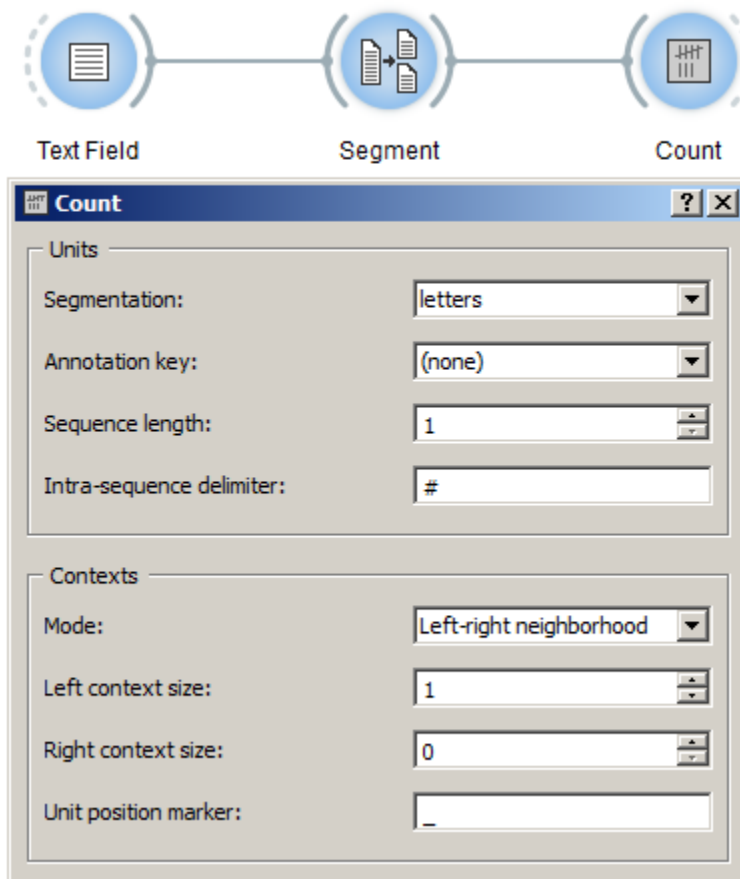 Text Field Segment Count
Count
Units
Segmentation: letters
Annotation key: (none)
Sequence length: 1
Intra-sequence delimiter: #
Contexts
Mode: Left-right neighborhood
Left context size: 1
Right context size: 0
Unit position marker: _